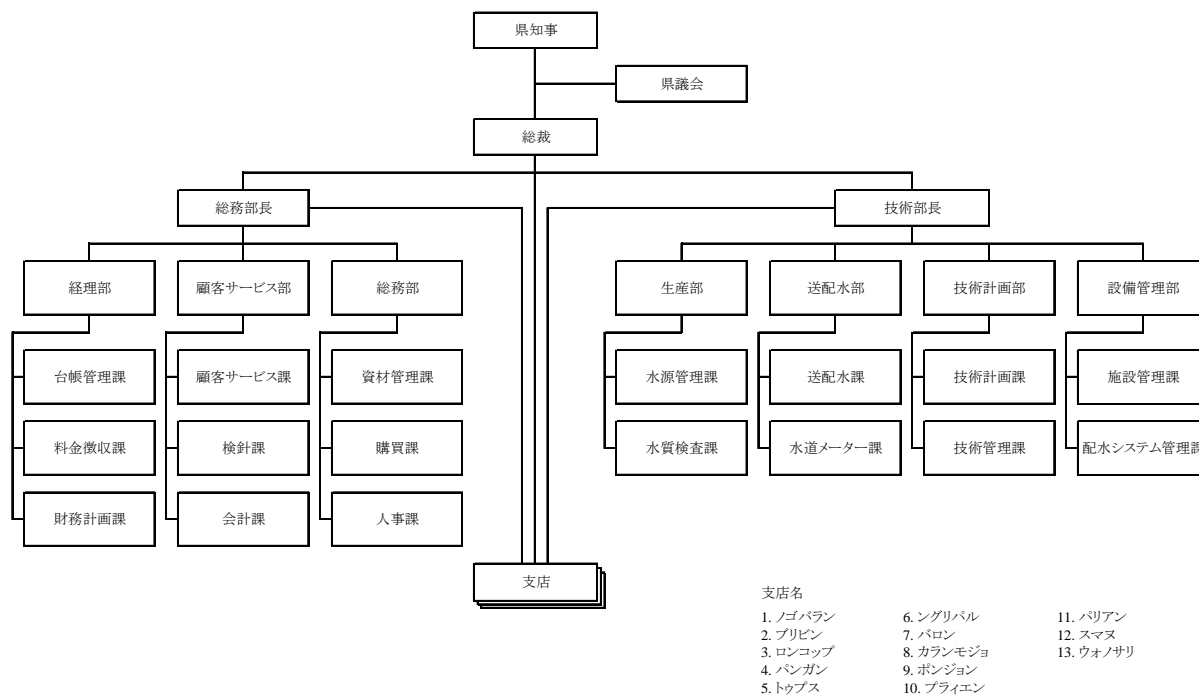 県知事
県議会
総裁
総務部長
技術部長
経理部
顧客サービス部
総務部
生産部
送配水部
技術計画部
設備管理部
台帳管理課
顧客サービス課
資材管理課
水源管理課
送配水課
技術計画課
施設管理課
料金徴収課
検針課
購買課
水質検査課
水道メーター課
技術管理課
配水システム管理課
財務計画課
会計課
人事課
支店
支店名
1. ノゴバラン
2. ブリビン
3. ロンコップ
4. パンガン
5. トゥプス
6. ングリパル
7. バロン
8. カランモジョ
9. ポンジョン
10. プライエン
11. パリアン
12. スマヌ
13. ウォノサリ